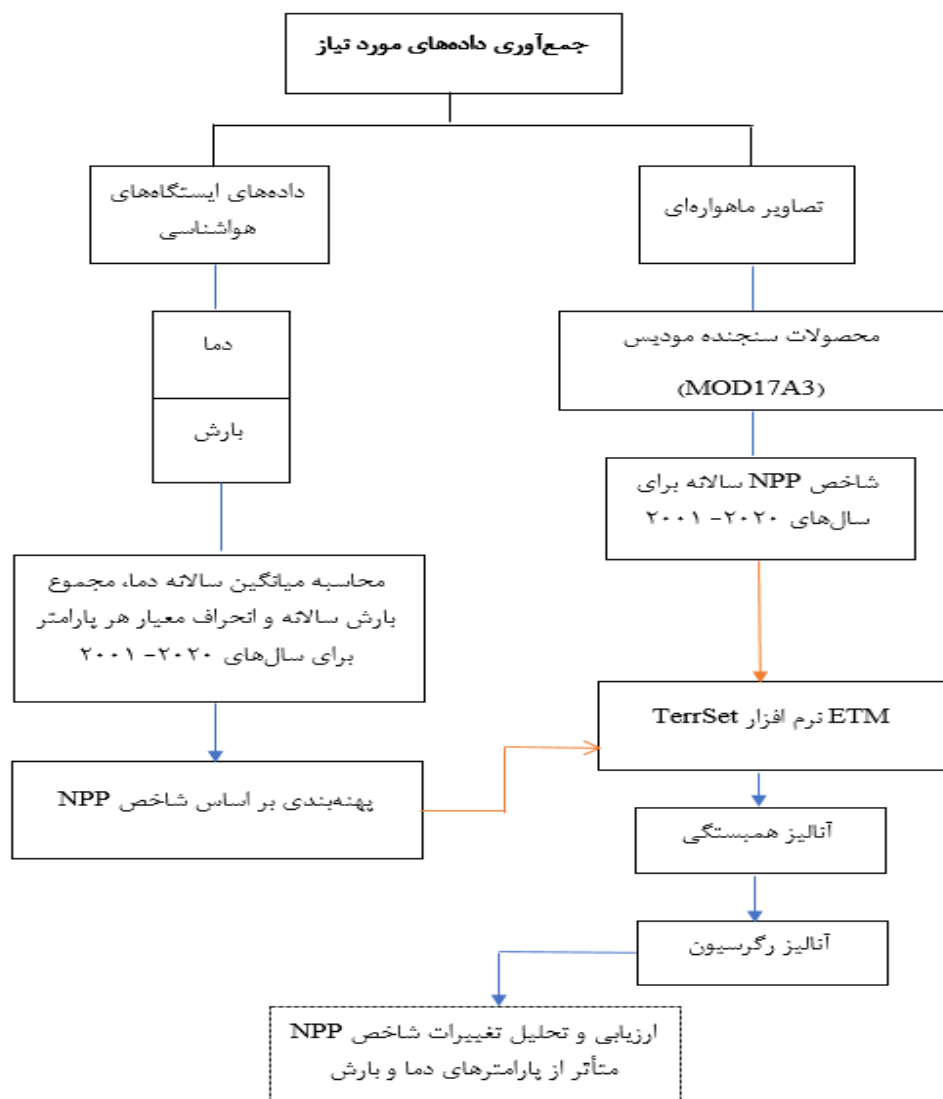 جمع‌آوری داده‌های مورد نیاز
داده‌های ایستگاه‌های
هواشناسی
تصاویر ماهواره‌ای
دما
بارش
محصولات سنجنده مودیس
(MOD17A3)
شاخص NPP سالانه برای
سال‌های ۲۰۲۰- ۲۰۰۱
محاسبه میانگین سالانه دما، مجموع
بارش سالانه و انحراف معیار هر پارامتر
برای سال‌های ۲۰۲۰- ۲۰۰۱
پهنه‌بندی بر اساس شاخص NPP
ETM نرم افزار TerrSet
آنالیز همبستگی
آنالیز رگرسیون
ارزیابی و تحلیل تغییرات شاخص NPP
متأثر از پارامترهای دما و بارش